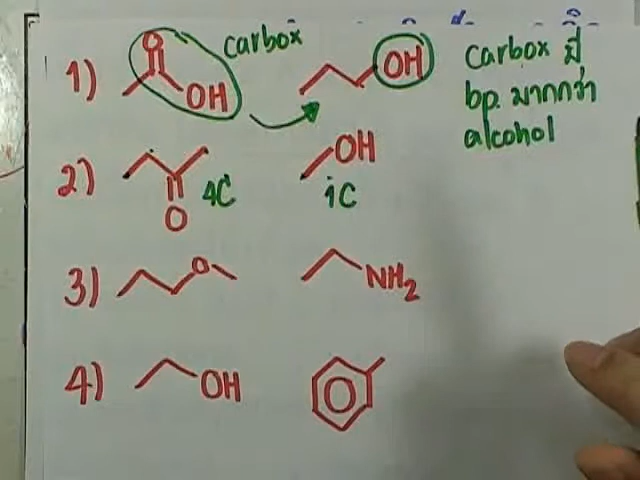 1) O OH carbox OH carbox มี
bp. มากกว่า
alcohol
2) O 4C OH 1C
3) O NH2
4) OH